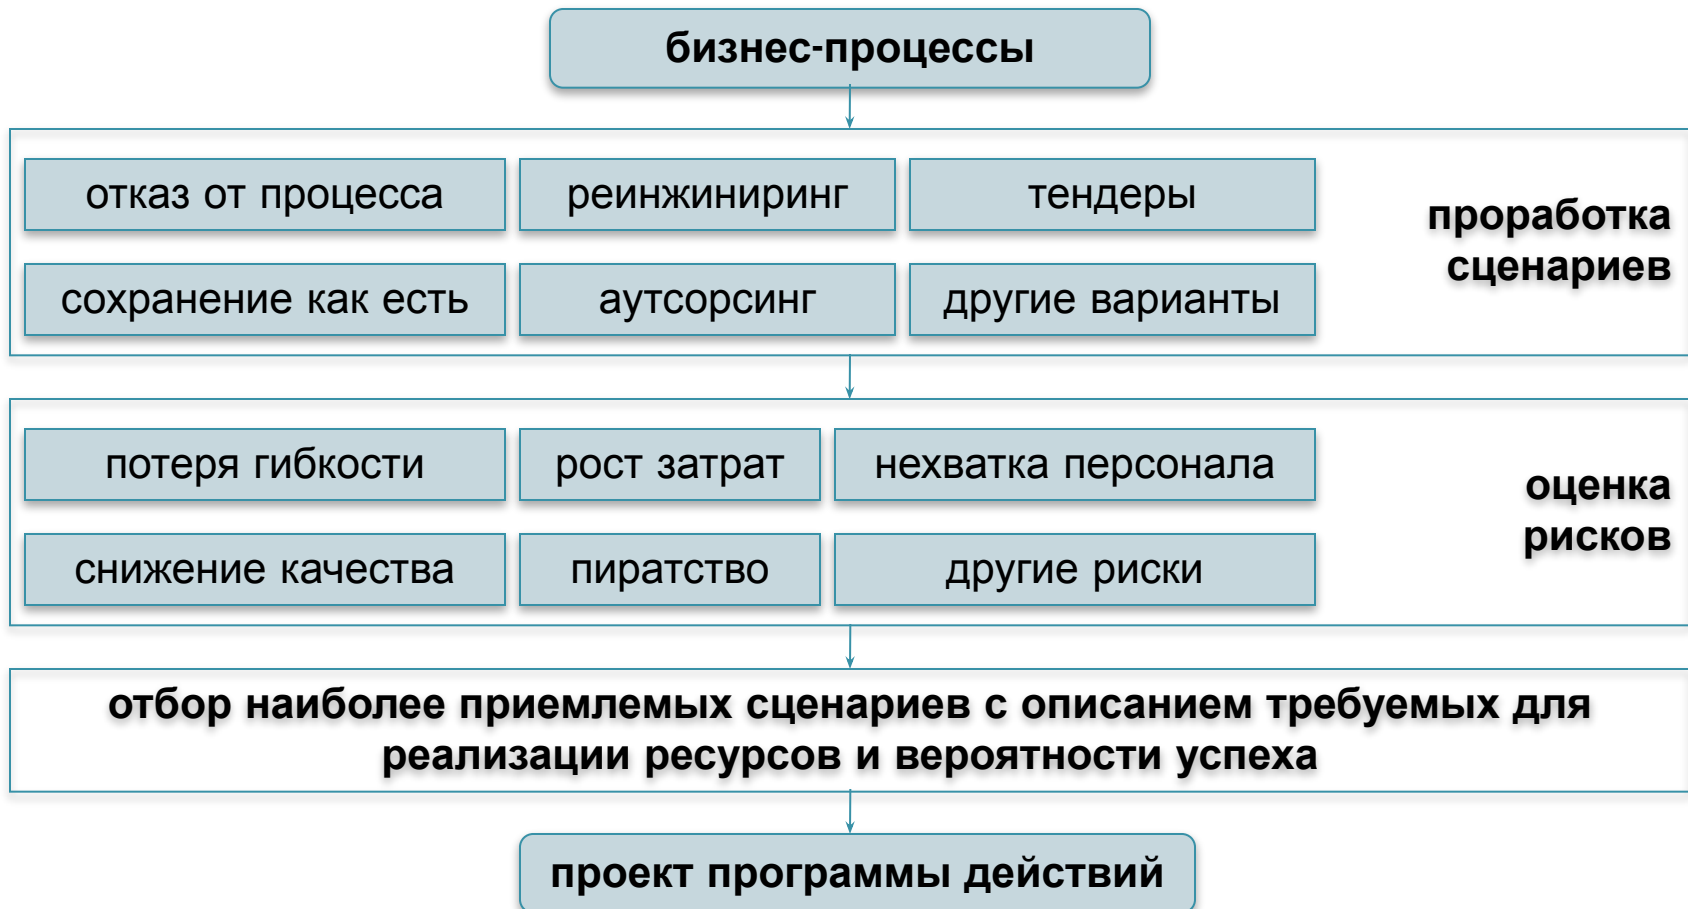 бизнес-процессы
отказ от процесса
реинжиниринг
тендеры
сохранение как есть
аутсорсинг
другие варианты
проработка
сценариев
потеря гибкости
рост затрат
нехватка персонала
снижение качества
пиратство
другие риски
оценка
рисков
отбор наиболее приемлемых сценариев с описанием требуемых для
реализации ресурсов и вероятности успеха
проект программы действий